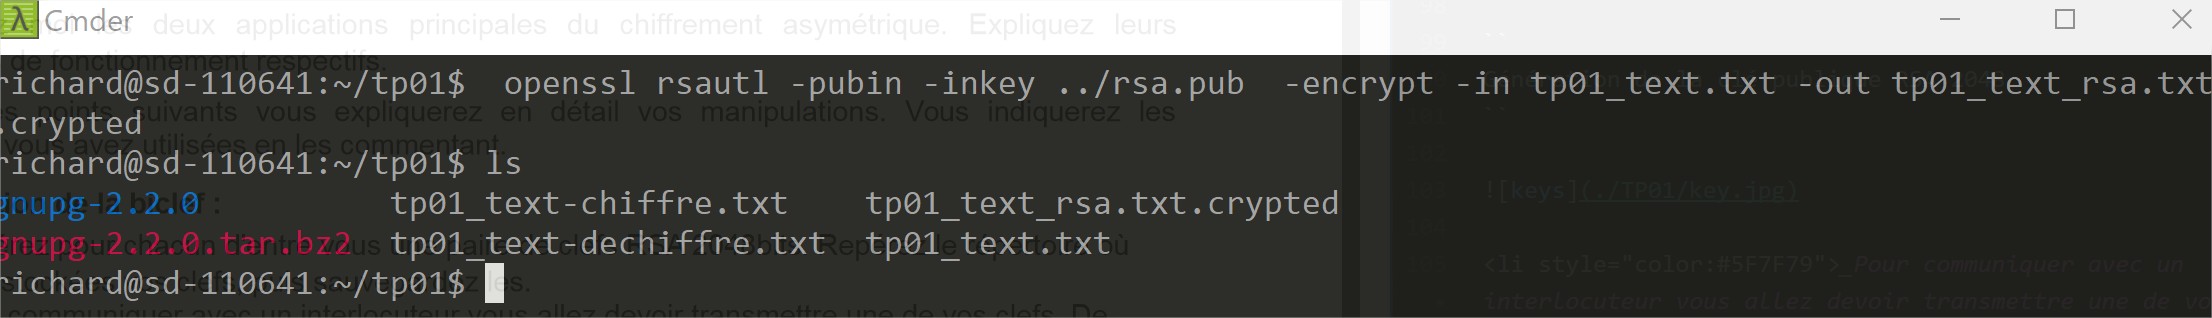 Cmder
ncer les deux applications principales du chiffrement asymétrique. Expliquez leurs
de fonctionnement respectifs.
richard@sd-110641:~/tp01$  openssl rsautl -pubin -inkey ../rsa.pub  -encrypt -in tp01_text.txt -out tp01_text_rsa.txt
.crypted
points suivants vous expliquerez en détail vos manipulations. Vous indiquerez les
vous avez utilisées en les commentant.
richard@sd-110641:~/tp01$ ls
gnupg-2.2.0 tp01_text-chiffre.txt tp01_text_rsa.txt.crypted
gnupg-2.2.0.tar.bz2 tp01_text-dechiffre.txt tp01_text.txt
richard@sd-110641:~/tp01$
communiquer avec un interlocuteur vous allez devoir transmettre une de vos clefs. De
![keys](./TP01/key.jpg)
<li style="color:#5F7F79">_Pour communiquer avec un
interlocuteur vous allez devoir transmettre une de vo